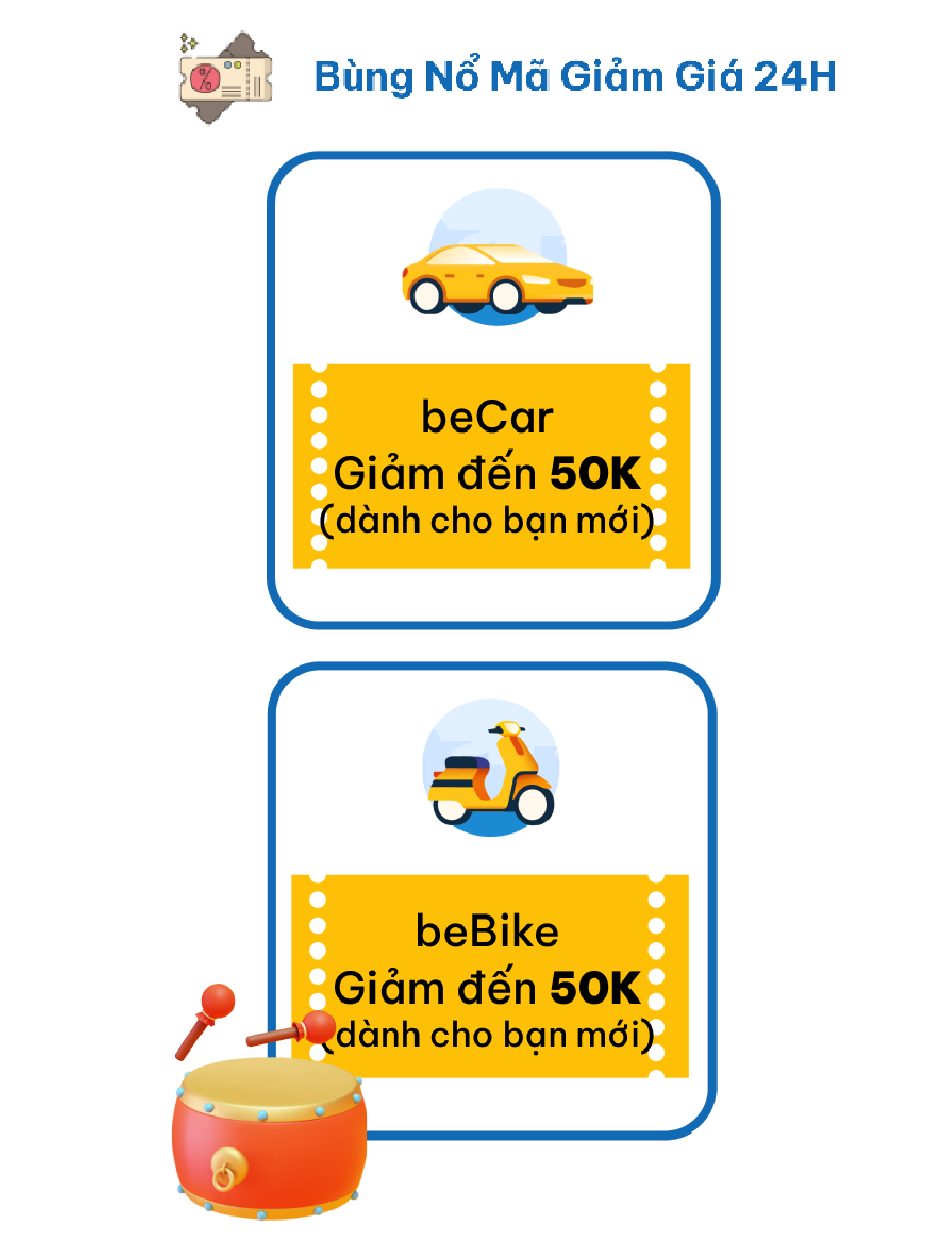 Bùng Nổ Mã Giảm Giá 24H
%
beCar
Giảm đến 50K
(dành cho bạn mới)
beBike
Giảm đến 50K
(dành cho bạn mới)